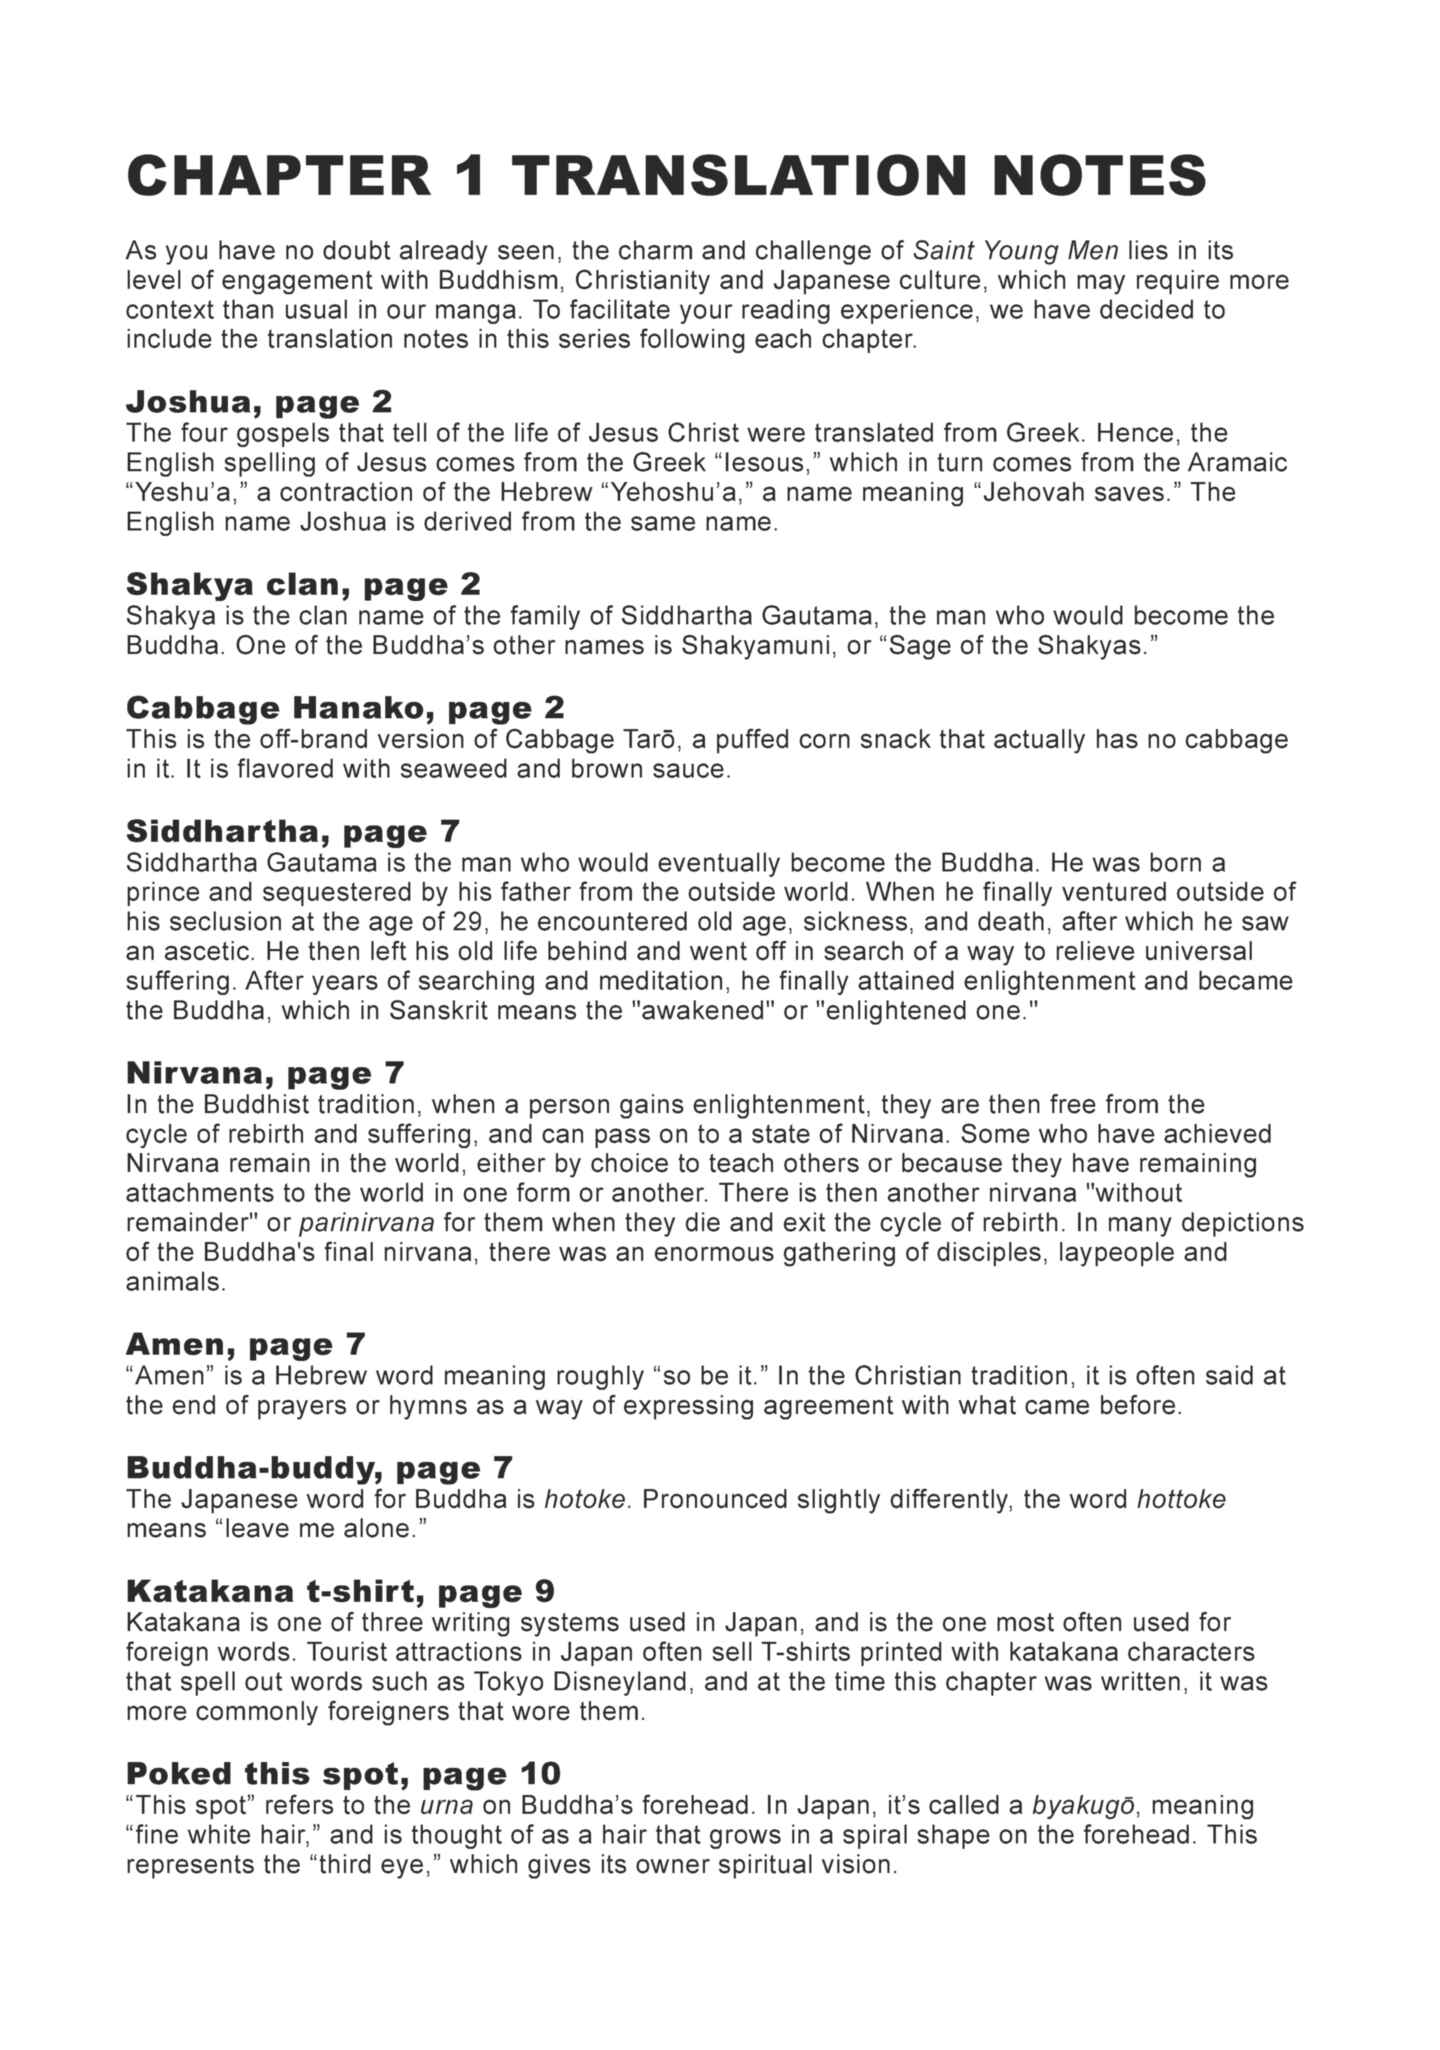 CHAPTER 1 TRANSLATION NOTES
As you have no doubt already seen, the charm and challenge of Saint Young Men lies in its
level of engagement with Buddhism, Christianity and Japanese culture, which may require more
context than usual in our manga. To facilitate your reading experience, we have decided to
include the translation notes in this series following each chapter.
Joshua, page 2
The four gospels that tell of the life of Jesus Christ were translated from Greek. Hence, the
English spelling of Jesus comes from the Greek “Iesous,” which in turn comes from the Aramaic
“Yeshu’a,” a contraction of the Hebrew “Yehoshu’a,” a name meaning “Jehovah saves.” The
English name Joshua is derived from the same name.
Shakya clan, page 2
Shakya is the clan name of the family of Siddhartha Gautama, the man who would become the
Buddha. One of the Buddha’s other names is Shakyamuni, or “Sage of the Shakyas.”
Cabbage Hanako, page 2
This is the off-brand version of Cabbage Tarō, a puffed corn snack that actually has no cabbage
in it. It is flavored with seaweed and brown sauce.
Siddhartha, page 7
Siddhartha Gautama is the man who would eventually become the Buddha. He was born a
prince and sequestered by his father from the outside world. When he finally ventured outside of
his seclusion at the age of 29, he encountered old age, sickness, and death, after which he saw
an ascetic. He then left his old life behind and went off in search of a way to relieve universal
suffering. After years of searching and meditation, he finally attained enlightenment and became
the Buddha, which in Sanskrit means the "awakened" or "enlightened one."
Nirvana, page 7
In the Buddhist tradition, when a person gains enlightenment, they are then free from the
cycle of rebirth and suffering, and can pass on to a state of Nirvana. Some who have achieved
Nirvana remain in the world, either by choice to teach others or because they have remaining
attachments to the world in one form or another. There is then another nirvana "without
remainder" or parinirvana for them when they die and exit the cycle of rebirth. In many depictions
of the Buddha's final nirvana, there was an enormous gathering of disciples, laypeople and
animals.
Amen, page 7
“Amen” is a Hebrew word meaning roughly “so be it.” In the Christian tradition, it is often said at
the end of prayers or hymns as a way of expressing agreement with what came before.
Buddha-buddy, page 7
The Japanese word for Buddha is hotoke. Pronounced slightly differently, the word hottoke
means “leave me alone.”
Katakana t-shirt, page 9
Katakana is one of three writing systems used in Japan, and is the one most often used for
foreign words. Tourist attractions in Japan often sell T-shirts printed with katakana characters
that spell out words such as Tokyo Disneyland, and at the time this chapter was written, it was
more commonly foreigners that wore them.
Poked this spot, page 10
“This spot” refers to the urna on Buddha’s forehead. In Japan, it’s called a byakugō, meaning
“fine white hair,” and is thought of as a hair that grows in a spiral shape on the forehead. This
represents the “third eye,” which gives its owner spiritual vision.